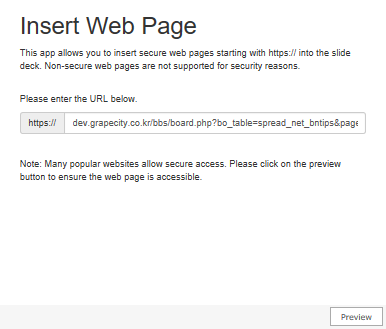 Insert Web Page
This app allows you to insert secure web pages starting with https:// into the slide
deck. Non-secure web pages are not supported for security reasons.
Please enter the URL below.
https:// dev.grapecity.co.kr/bbs/board.php?bo_table=spread_net_bntips&page
Note: Many popular websites allow secure access. Please click on the preview
button to ensure the web page is accessible.
Preview